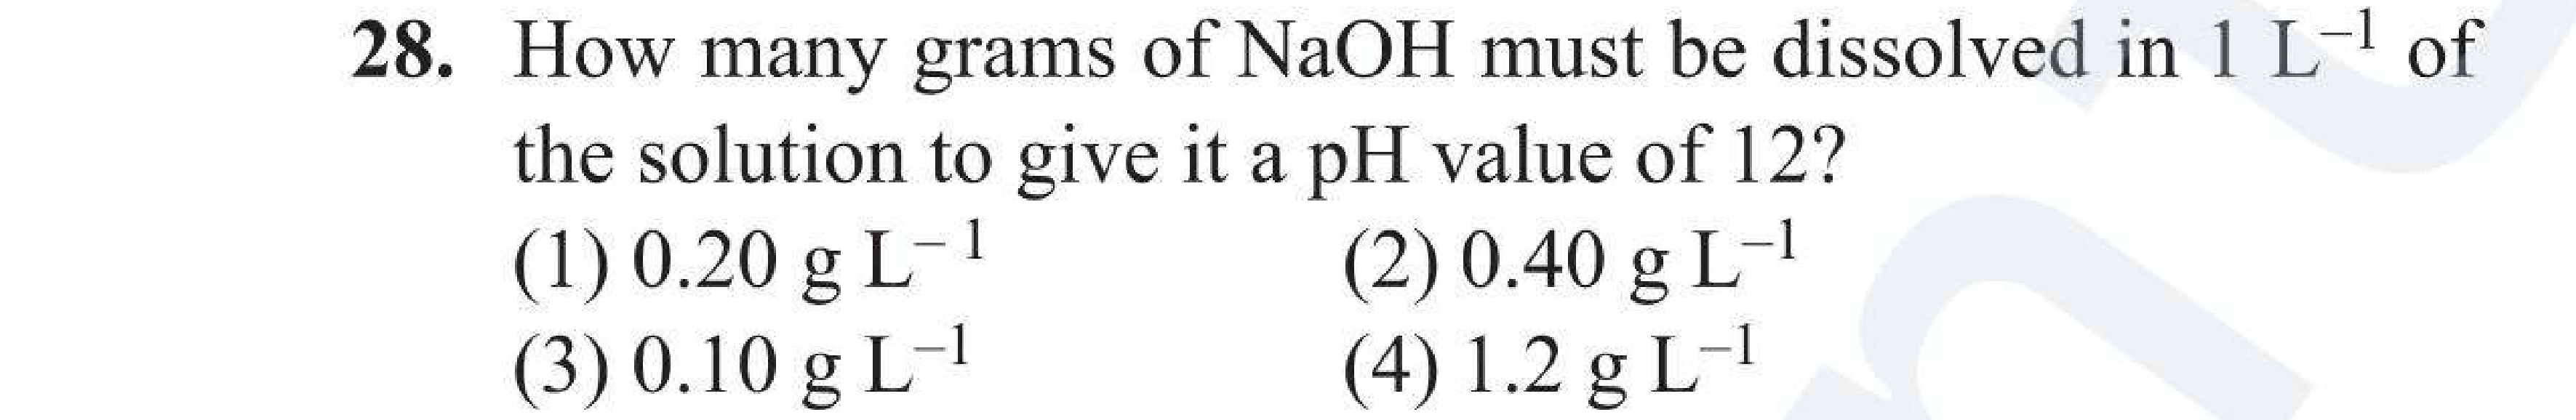 28. How many grams of NaOH must be dissolved in 1 L⁻¹ of
the solution to give it a pH value of 12?
(1) 0.20 g L⁻¹ (2) 0.40 g L⁻¹
(3) 0.10 g L⁻¹ (4) 1.2 g L⁻¹